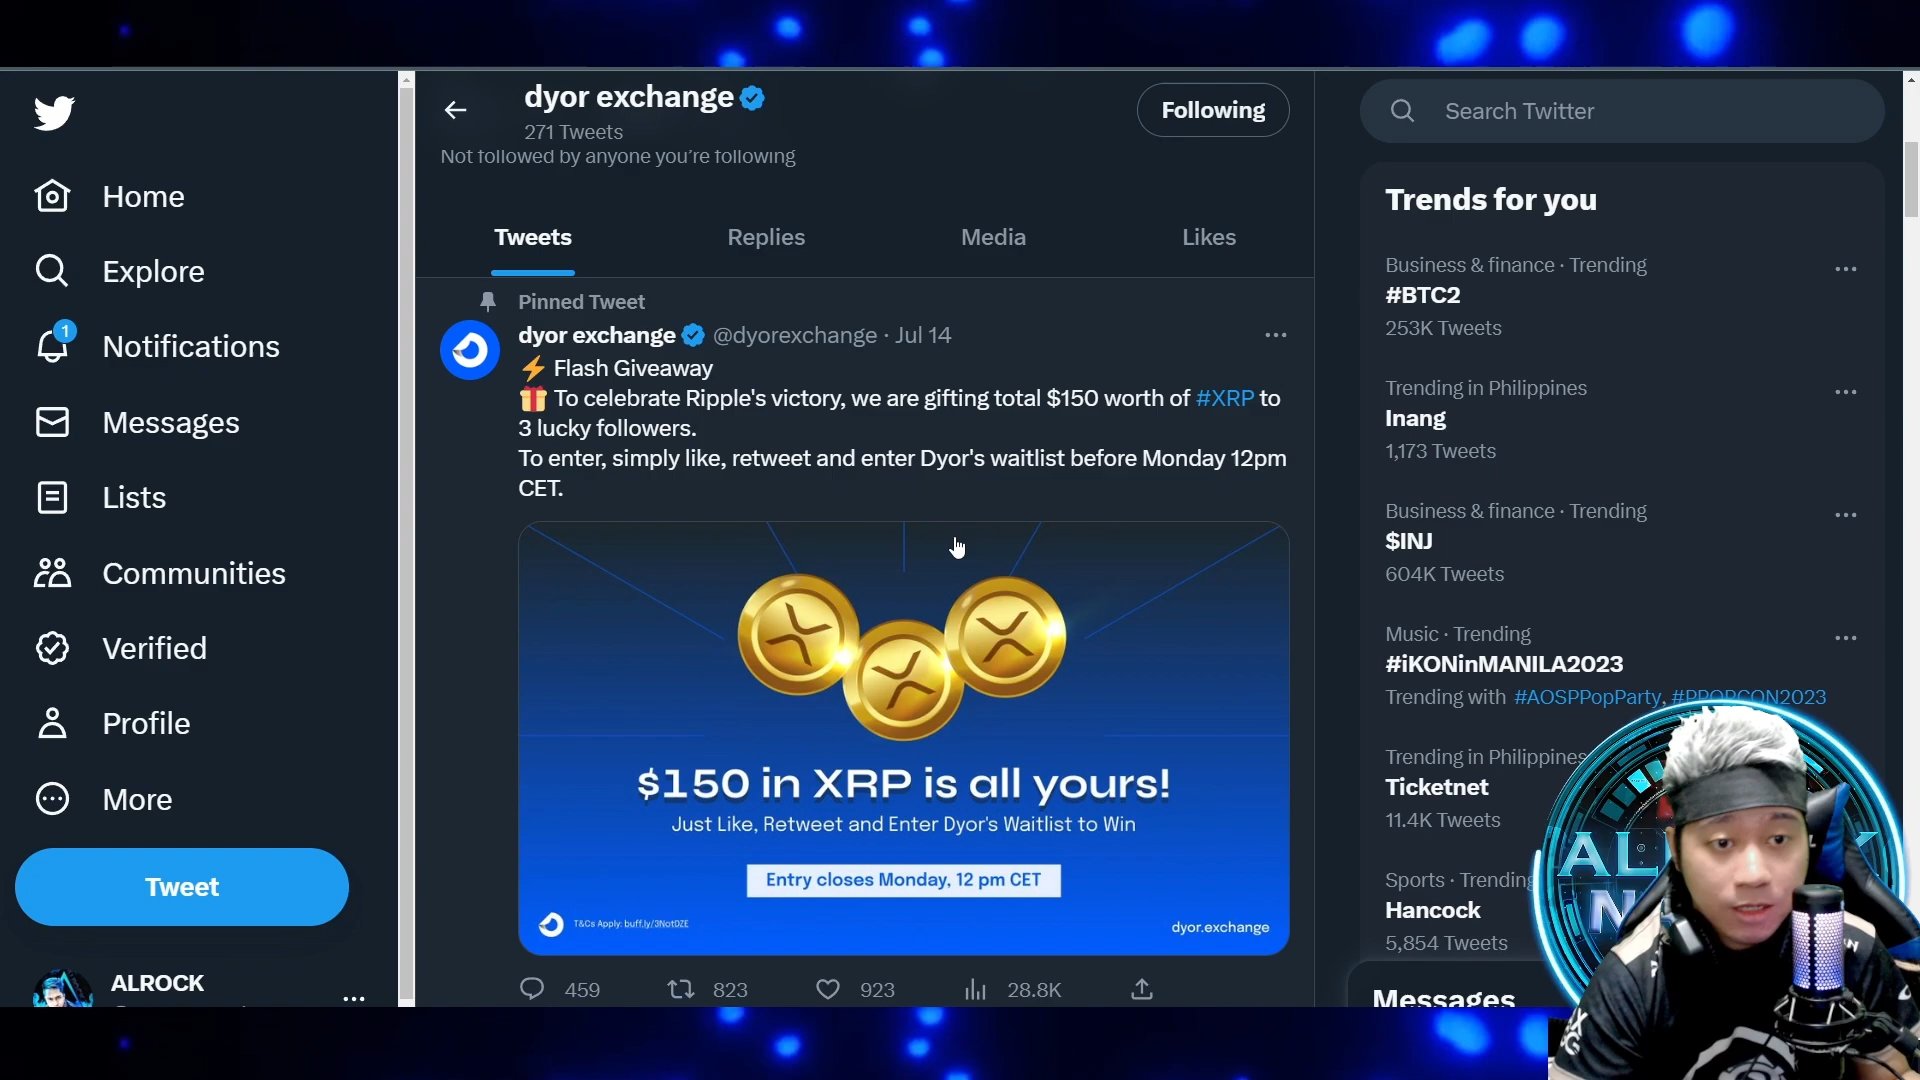 Home
Explore
1
Notifications
Messages
Lists
Communities
Verified
Profile
More
Tweet
ALROCK
dyor exchange
271 Tweets
Following
Not followed by anyone you're following
Tweets
Replies
Media
Likes
Pinned Tweet
dyor exchange @dyorexchange · Jul 14
⚡ Flash Giveaway
🎁 To celebrate Ripple's victory, we are gifting total $150 worth of #XRP to
3 lucky followers.
To enter, simply like, retweet and enter Dyor's waitlist before Monday 12pm
CET.
$150 in XRP is all yours!
Just Like, Retweet and Enter Dyor's Waitlist to Win
Entry closes Monday, 12 pm CET
T&Cs Apply: buff.ly/3NotDZE
dyor.exchange
459
823
923
28.8K
Search Twitter
Trends for you
Business & finance · Trending
#BTC2
253K Tweets
Trending in Philippines
Inang
1,173 Tweets
Business & finance · Trending
$INJ
604K Tweets
Music · Trending
#iKONinMANILA2023
Trending with #AOSPPopParty, #PPOPCON2023
Trending in Philippines
Ticketnet
11.4K Tweets
Sports · Trending
Hancock
5,854 Tweets
Messages